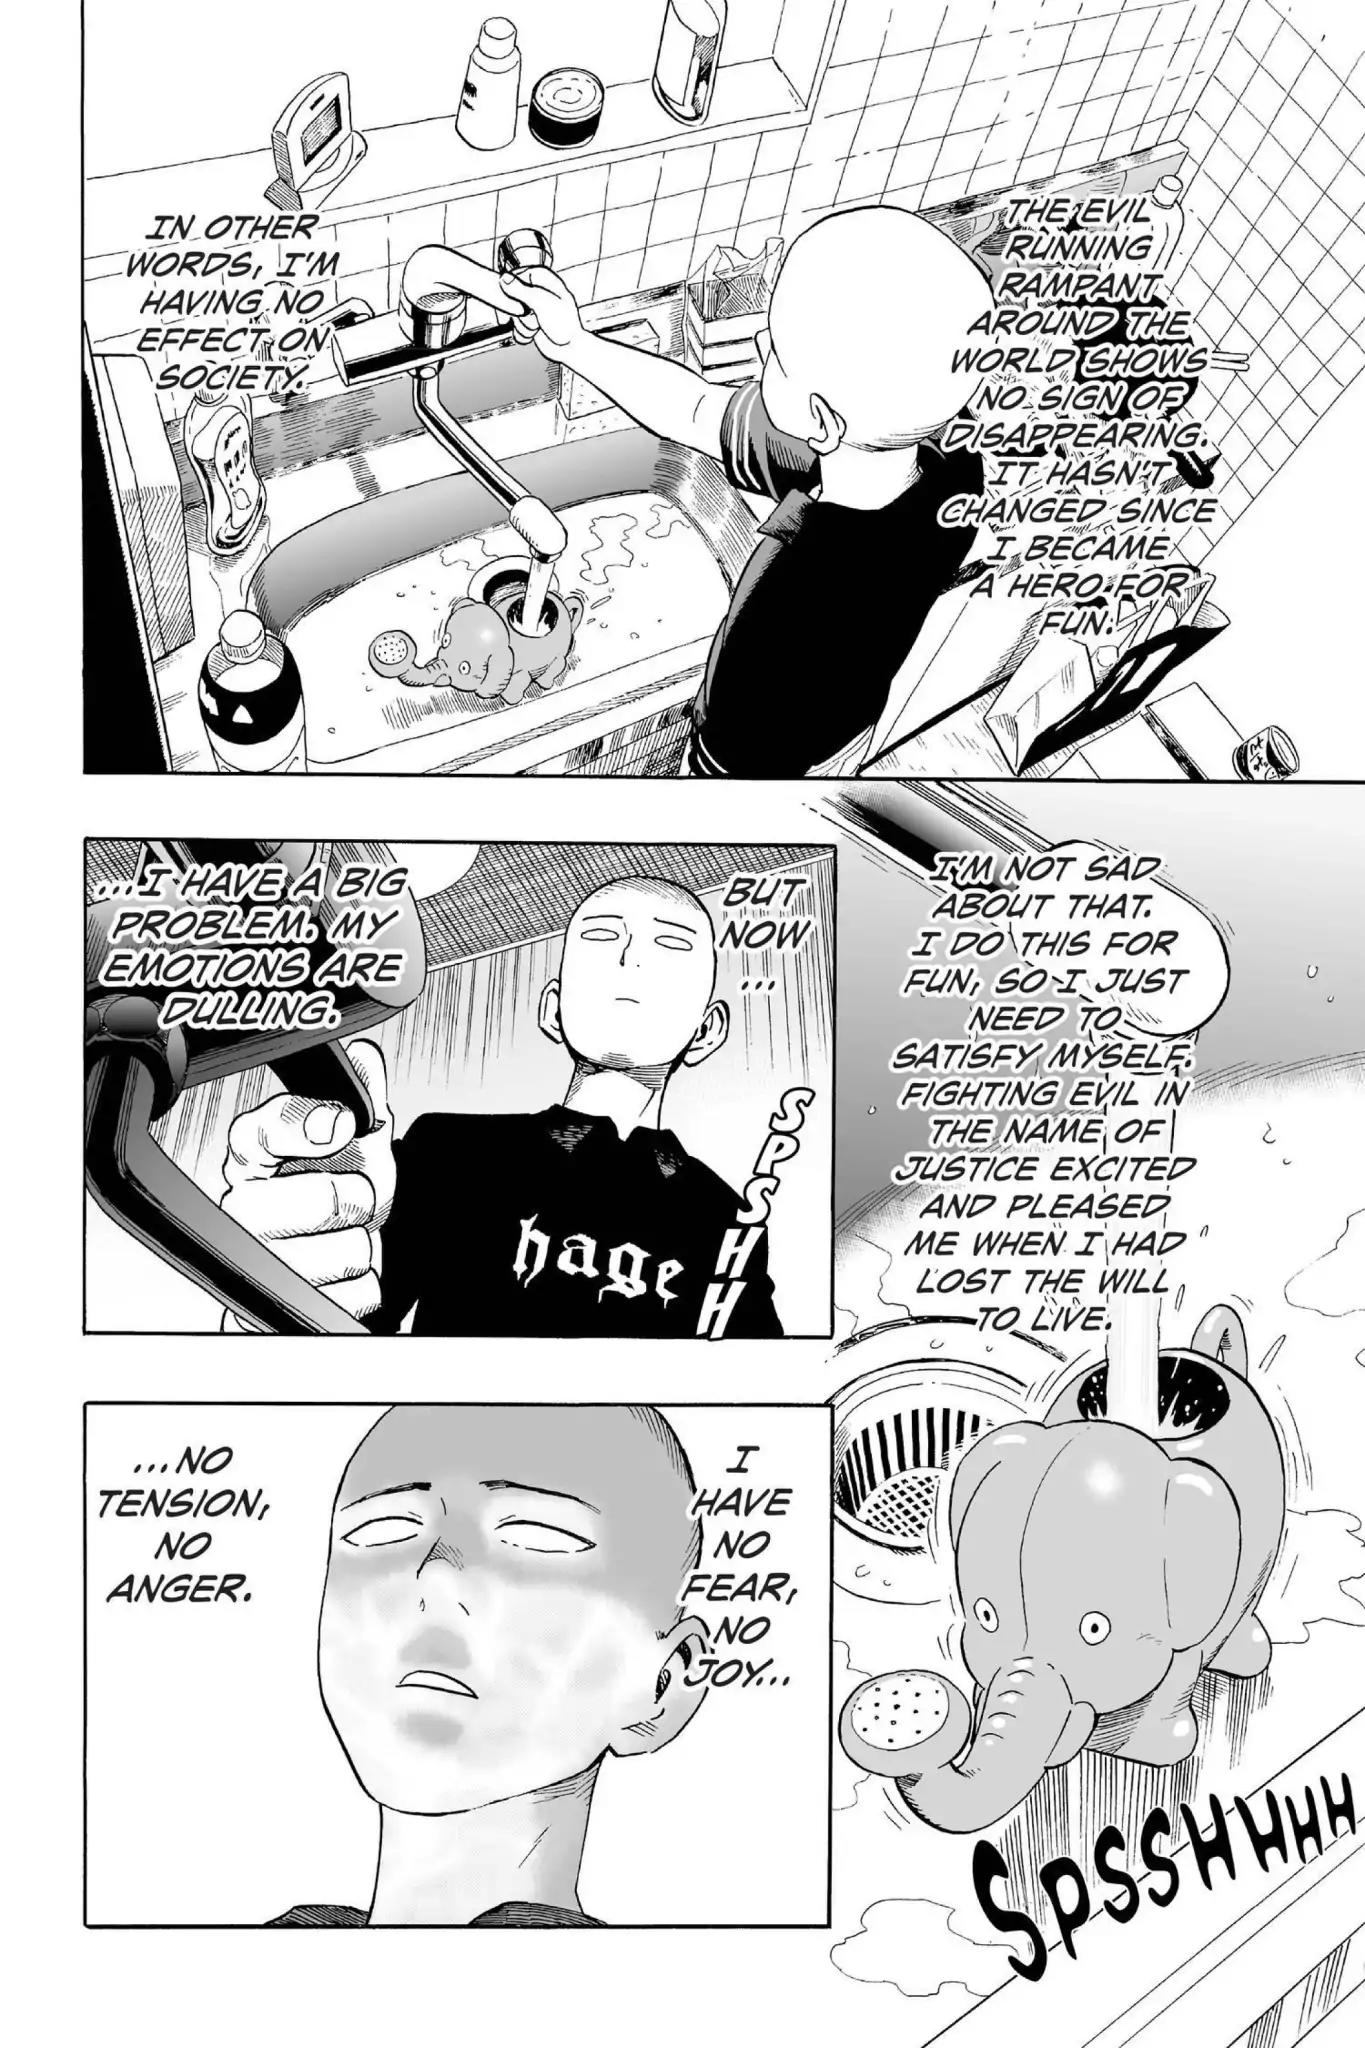 THE EVIL
RUNNING
RAMPANT
AROUND THE
WORLD SHOWS
NO SIGN OF
DISAPPEARING.
IT HASN'T
CHANGED SINCE
I BECAME
A HERO FOR
FUN.
IN OTHER
WORDS, I'M
HAVING NO
EFFECT ON
SOCIETY.
I'M NOT SAD
ABOUT THAT.
I DO THIS FOR
FUN, SO I JUST
NEED TO
SATISFY MYSELF.
FIGHTING EVIL IN
THE NAME OF
JUSTICE EXCITED
AND PLEASED
ME WHEN I HAD
LOST THE WILL
TO LIVE.
SPSSHHHHH
BUT
NOW
...
...I HAVE A BIG
PROBLEM. MY
EMOTIONS ARE
DULLING.
SPSHHH
hage
I
HAVE
NO
FEAR,
NO
JOY...
...NO
TENSION,
NO
ANGER.